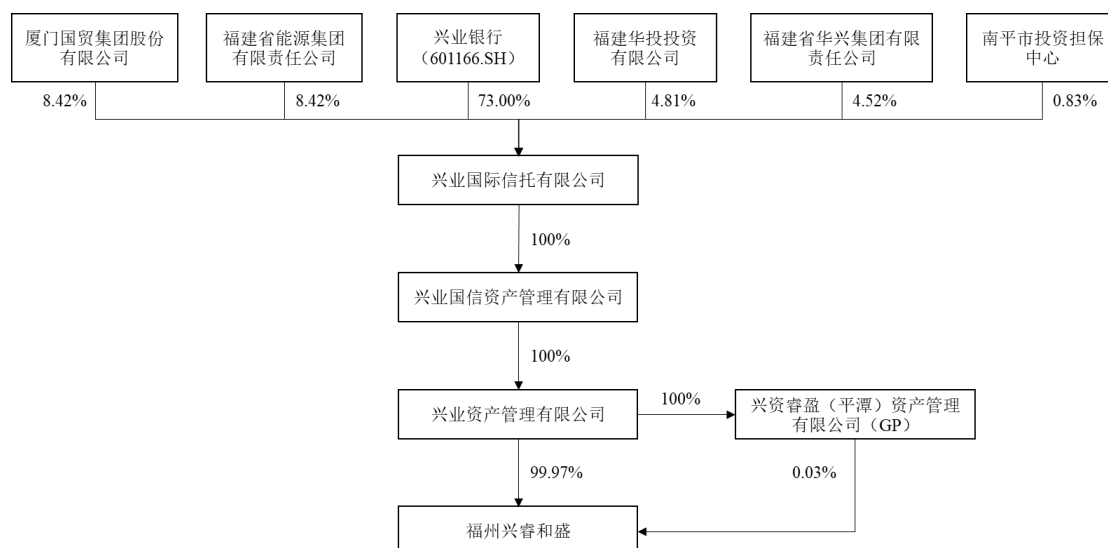 厦门国贸集团股份
有限公司
福建省能源集团
有限责任公司
兴业银行
（601166.SH）
福建华投投资
有限公司
福建省华兴集团有限
责任公司
南平市投资担保
中心
8.42%
8.42%
73.00%
4.81%
4.52%
0.83%
兴业国际信托有限公司
100%
兴业国信资产管理有限公司
100%
兴业资产管理有限公司
100%
兴资睿盈（平潭）资产管理
有限公司（GP）
99.97%
0.03%
福州兴睿和盛